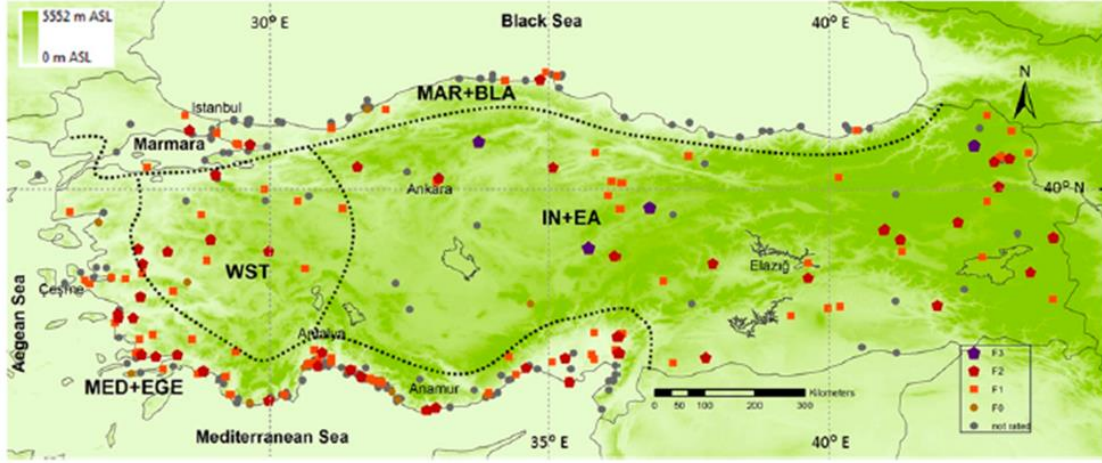 5552 m ASL
0 m ASL
30° E
Black Sea
40° E
N
MAR+BLA
Istanbul
Marmara
Ankara
40° N
IN+EA
WST
Elazığ
Çeşme
Aegean Sea
Antalya
MED+EGE
Anamur
Kilometers
0 50 100 200 300
F3
F2
F1
F0
not rated
Mediterranean Sea
35° E
40° E